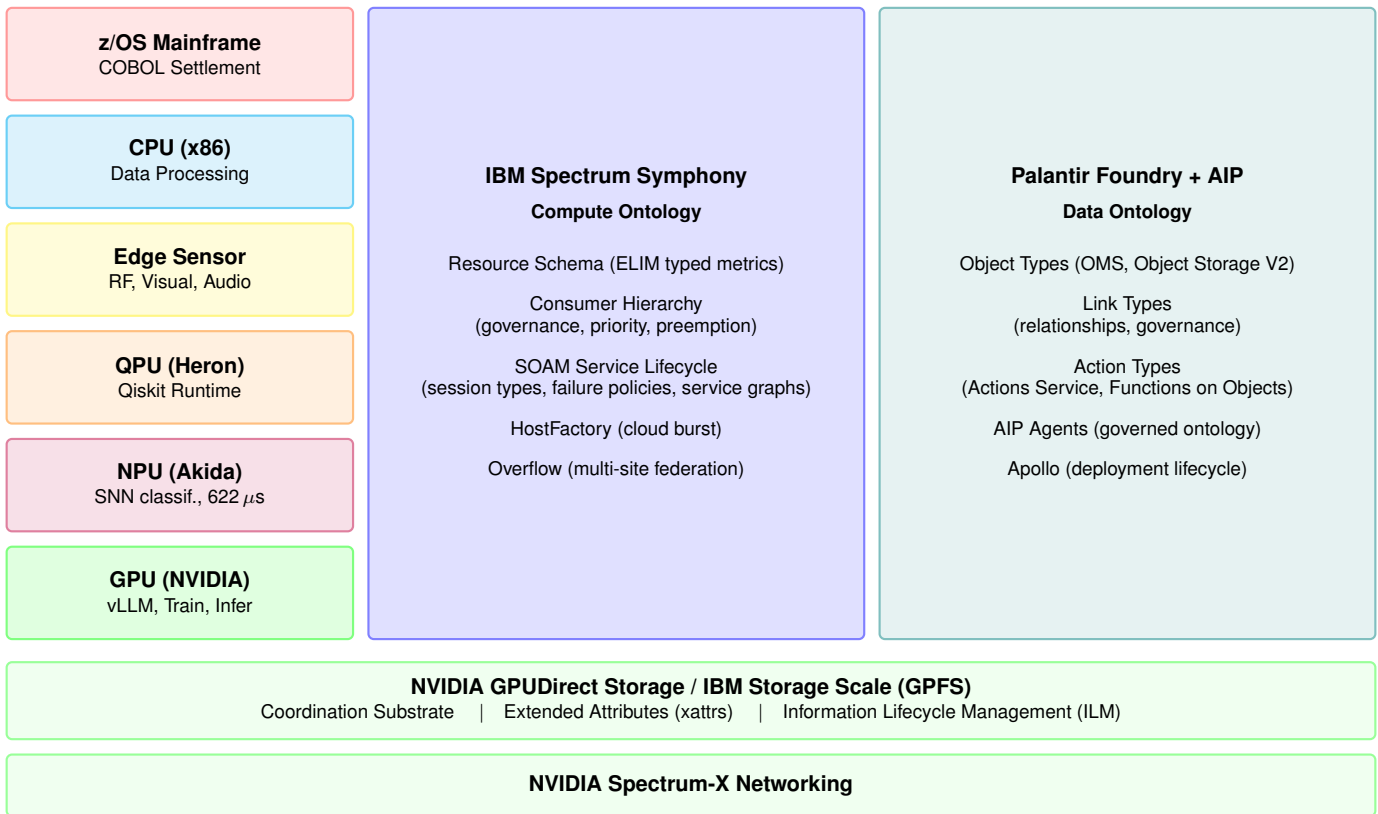 z/OS Mainframe
COBOL Settlement
CPU (x86)
Data Processing
Edge Sensor
RF, Visual, Audio
QPU (Heron)
Qiskit Runtime
NPU (Akida)
SNN classif., 622 μs
GPU (NVIDIA)
vLLM, Train, Infer
IBM Spectrum Symphony
Compute Ontology
Resource Schema (ELIM typed metrics)
Consumer Hierarchy
(governance, priority, preemption)
SOAM Service Lifecycle
(session types, failure policies, service graphs)
HostFactory (cloud burst)
Overflow (multi-site federation)
Palantir Foundry + AIP
Data Ontology
Object Types (OMS, Object Storage V2)
Link Types
(relationships, governance)
Action Types
(Actions Service, Functions on Objects)
AIP Agents (governed ontology)
Apollo (deployment lifecycle)
NVIDIA GPUDirect Storage / IBM Storage Scale (GPFS)
Coordination Substrate | Extended Attributes (xattrs) | Information Lifecycle Management (ILM)
NVIDIA Spectrum-X Networking